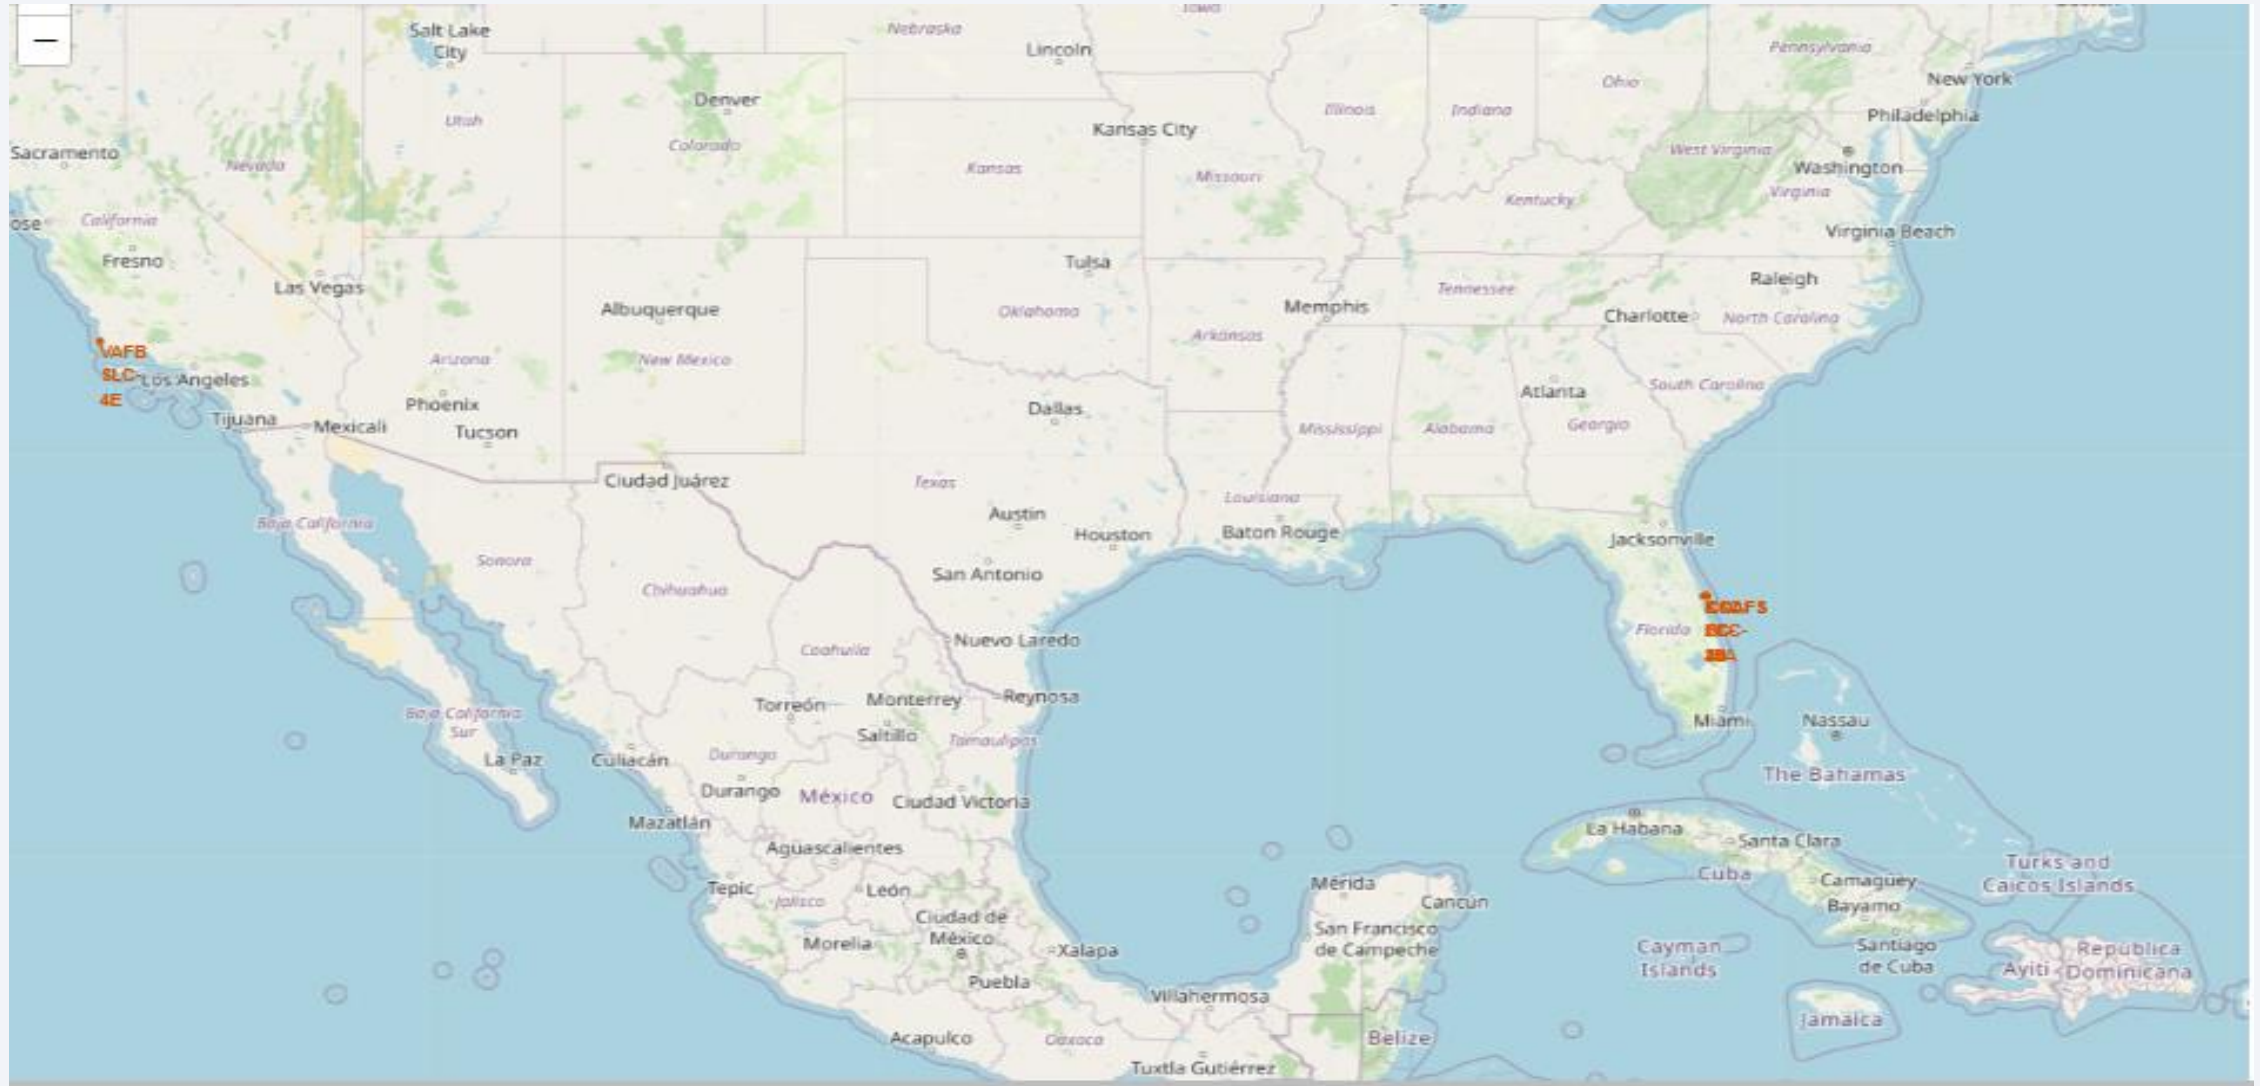 −
Salt Lake
City
Nebraska
Iowa
Lincoln
Pennsylvania
New York
Ohio
Denver
Illinois
Indiana
Philadelphia
Utah
Kansas City
Colorado
Sacramento
Nevada
Kansas
Missouri
West Virginia
Washington
Virginia
Kentucky
California
ose
Virginia Beach
Fresno
Las Vegas
Tulsa
Raleigh
Tennessee
Albuquerque
Oklahoma
Memphis
Charlotte
North Carolina
Arkansas
VAFB
SLC-
4E
Los Angeles
Arizona
New Mexico
South Carolina
Atlanta
Phoenix
Dallas
Tijuana
Mexicali
Tucson
Mississippi
Alabama
Georgia
Ciudad Juárez
Texas
Louisiana
Austin
Houston
Baton Rouge
Baja California
Jacksonville
Sonora
San Antonio
Chihuahua
Florida
Nuevo Laredo
Coahuila
Torreón
Monterrey
Reynosa
Baja California
Sur
Saltillo
Tamaulipas
Miami
Nassau
La Paz
Culiacán
Durango
The Bahamas
Durango
México
Ciudad Victoria
Mazatlán
La Habana
Santa Clara
Aguascalientes
Turks and
Caicos Islands
Tepic
León
Jalisco
Mérida
Cancún
Cuba
Camagüey
Bayamo
Ciudad de
México
San Francisco
de Campeche
Morelia
Xalapa
Cayman
Islands
Santiago
de Cuba
República
Dominicana
Ayiti
Puebla
Villahermosa
Jamaica
Acapulco
Oaxaca
Belize
Tuxtla Gutiérrez